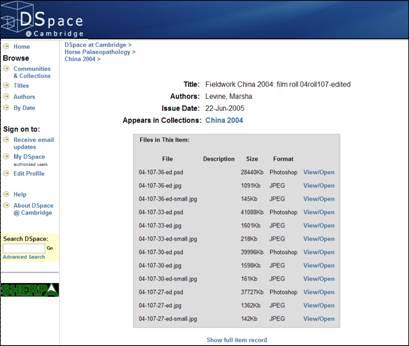 DSpace
@Cambridge
Home
Browse
Communities
& Collections
Titles
Authors
By Date
Sign on to:
Receive email
updates
My DSpace
authorized users
Edit Profile
Help
About DSpace
@ Cambridge
Search DSpace:
Go
Advanced Search
SHERPA
DSpace at Cambridge >
Horse Palaeopathology >
China 2004 >
Title: Fieldwork China 2004: film roll 04roll107-edited
Authors: Levine, Marsha
Issue Date: 22-Jun-2005
Appears in Collections: China 2004
Files in This Item:
File Description Size Format
04-107-36-ed.psd 28440Kb Photoshop View/Open
04-107-36-ed.jpg 1091Kb JPEG View/Open
04-107-36-ed-small.jpg 145Kb JPEG View/Open
04-107-33-ed.psd 41088Kb Photoshop View/Open
04-107-33-ed.jpg 1601Kb JPEG View/Open
04-107-33-ed-small.jpg 218Kb JPEG View/Open
04-107-30-ed.psd 39996Kb Photoshop View/Open
04-107-30-ed.jpg 1598Kb JPEG View/Open
04-107-30-ed-small.jpg 161Kb JPEG View/Open
04-107-27-ed.psd 37727Kb Photoshop View/Open
04-107-27-ed.jpg 1362Kb JPEG View/Open
04-107-27-ed-small.jpg 142Kb JPEG View/Open
Show full item record